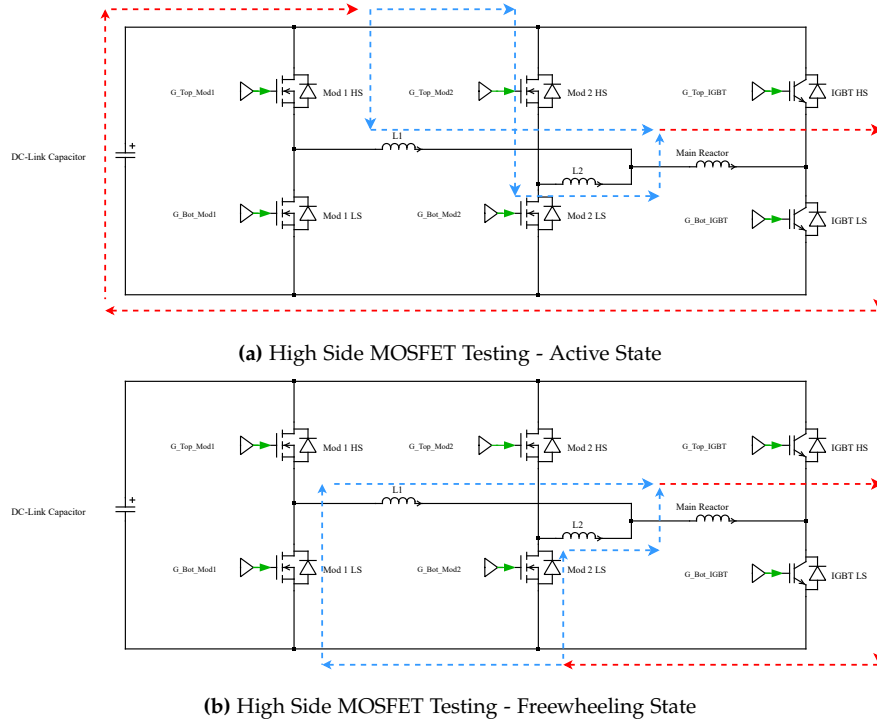 G_Top_Mod1
Mod 1 HS
G_Top_Mod2
Mod 2 HS
G_Top_IGBT
IGBT HS
L1
DC-Link Capacitor
+
Main Reactor
L2
G_Bot_Mod1
Mod 1 LS
G_Bot_Mod2
Mod 2 LS
G_Bot_IGBT
IGBT LS
(a) High Side MOSFET Testing - Active State
G_Top_Mod1
Mod 1 HS
G_Top_Mod2
Mod 2 HS
G_Top_IGBT
IGBT HS
L1
DC-Link Capacitor
+
Main Reactor
L2
G_Bot_Mod1
Mod 1 LS
G_Bot_Mod2
Mod 2 LS
G_Bot_IGBT
IGBT LS
(b) High Side MOSFET Testing - Freewheeling State